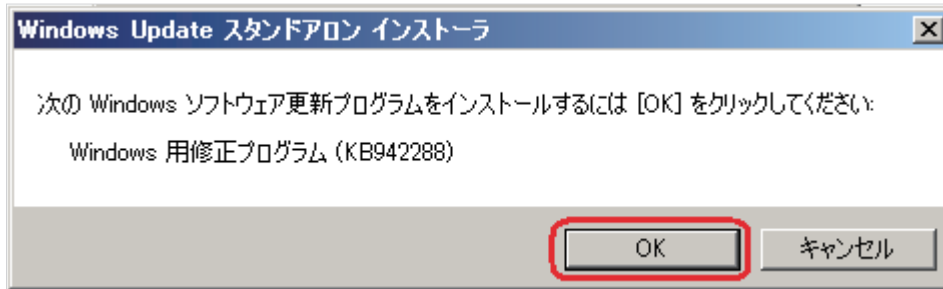 Windows Update スタンドアロン インストーラ
次の Windows ソフトウェア更新プログラムをインストールするには [OK] をクリックしてください:
Windows 用修正プログラム (KB942288)
OK
キャンセル